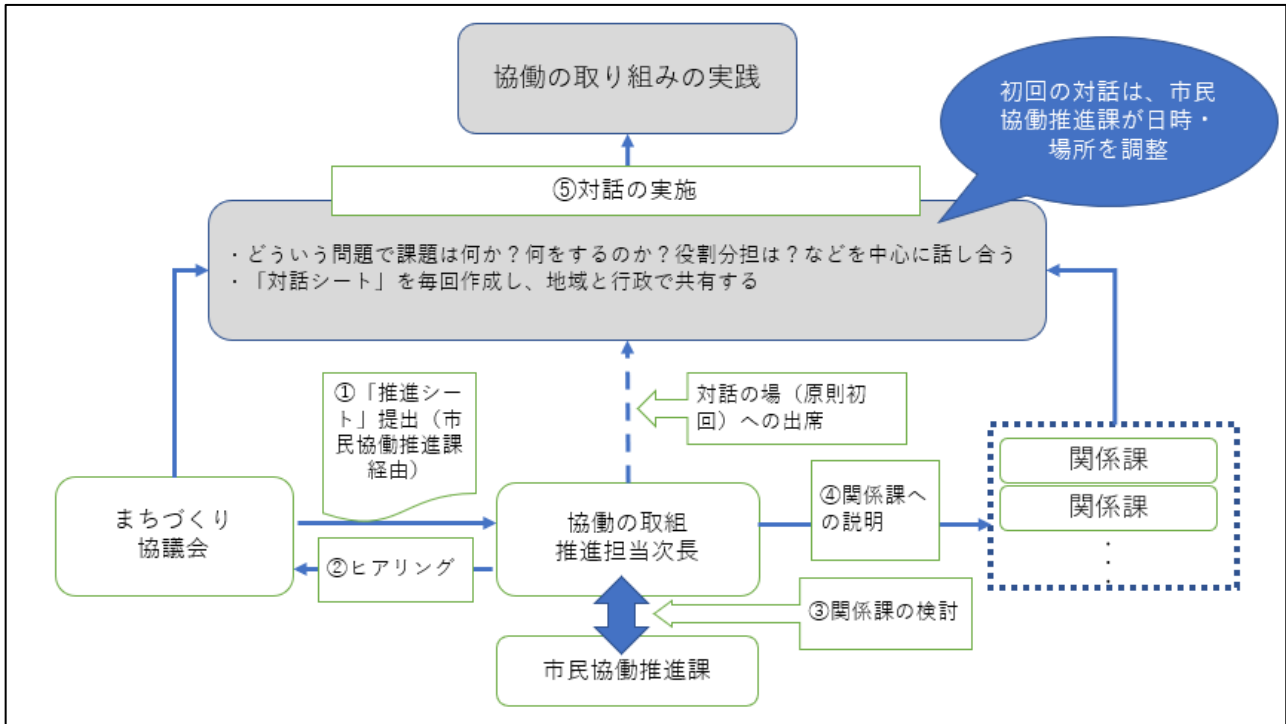 協働の取り組みの実践
初回の対話は、市民
協働推進課が日時・
場所を調整
⑤対話の実施
・どういう問題で課題は何か？何をするのか？役割分担は？などを中心に話し合う
・「対話シート」を毎回作成し、地域と行政で共有する
①「推進シー
ト」提出（市
民協働推進課
経由）
対話の場（原則初
回）への出席
まちづくり
協議会
②ヒアリング
協働の取組
推進担当次長
④関係課へ
の説明
関係課
関係課
・
・
・
③関係課の検討
市民協働推進課